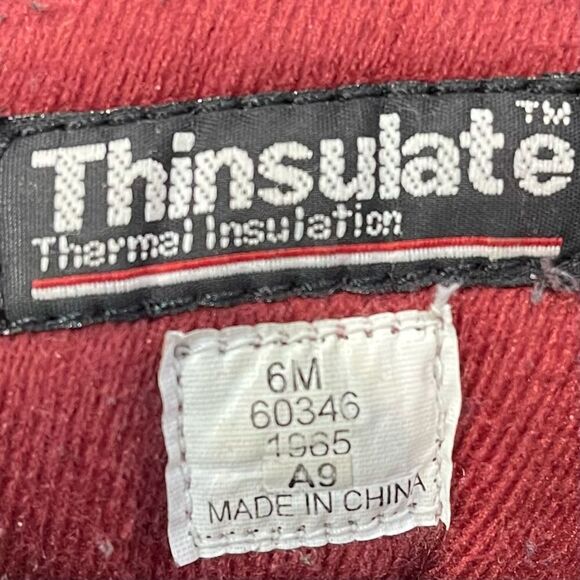 Thinsulate™
Thermal Insulation
6M
60346
1965
A9
MADE IN CHINA